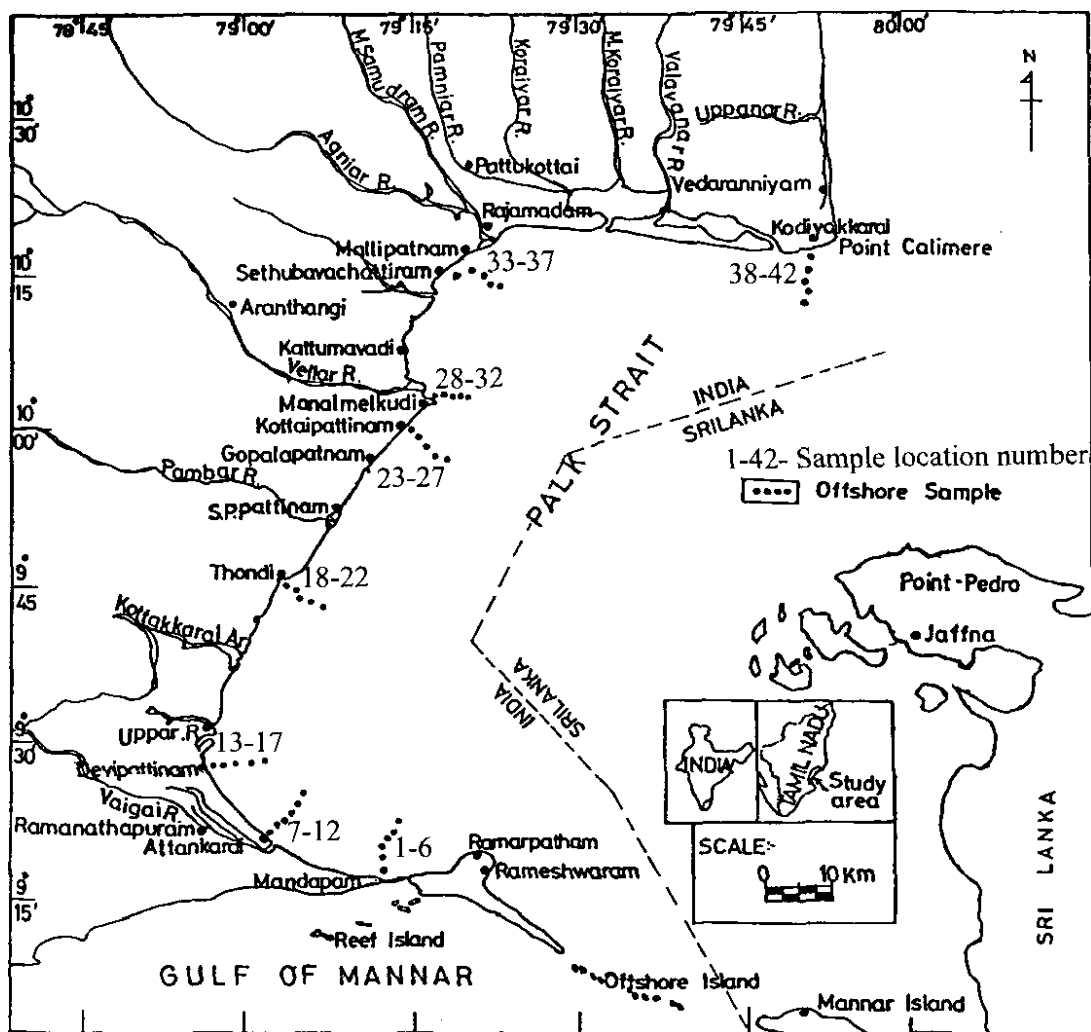 78°45'
79°00'
79°15'
79°30'
79°45'
80°00'
N
10°
30'
M.Samudram R.
Pamniar R.
Koraiyar R.
M.Koraiyar R.
Valavanar R.
Uppanar R.
Agniar R.
Pattukottai
Vedaranniyam
Rajamadam
Kodiyakkarai
Point Calimere
Mallipatnam
10°
15'
Sethubavachattiram
33-37
38-42
Aranthangi
Kattumavadi
Vellar R.
28-32
Manalmelkudi
10°
00'
Kottaipattinam
Gopalapatnam
23-27
Pambar R.
S.P.pattinam
PALK STRAIT
INDIA
SRILANKA
1-42- Sample location number
Offshore Sample
9°
45'
Thondi
18-22
Kottakkarai Ar.
Point-Pedro
Jaffna
INDIA
SRILANKA
9°
30'
Uppar.R.
13-17
Devipattinam
Vaigai R.
Ramanathapuram
Attankarai
7-12
1-6
Mandapam
Ramarpatham
Rameshwaram
9°
15'
Reef Island
GULF OF MANNAR
Offshore Island
Mannar Island
INDIA
TAMIL NADU
Study
area
SCALE:-
0 10 Km
SRI LANKA